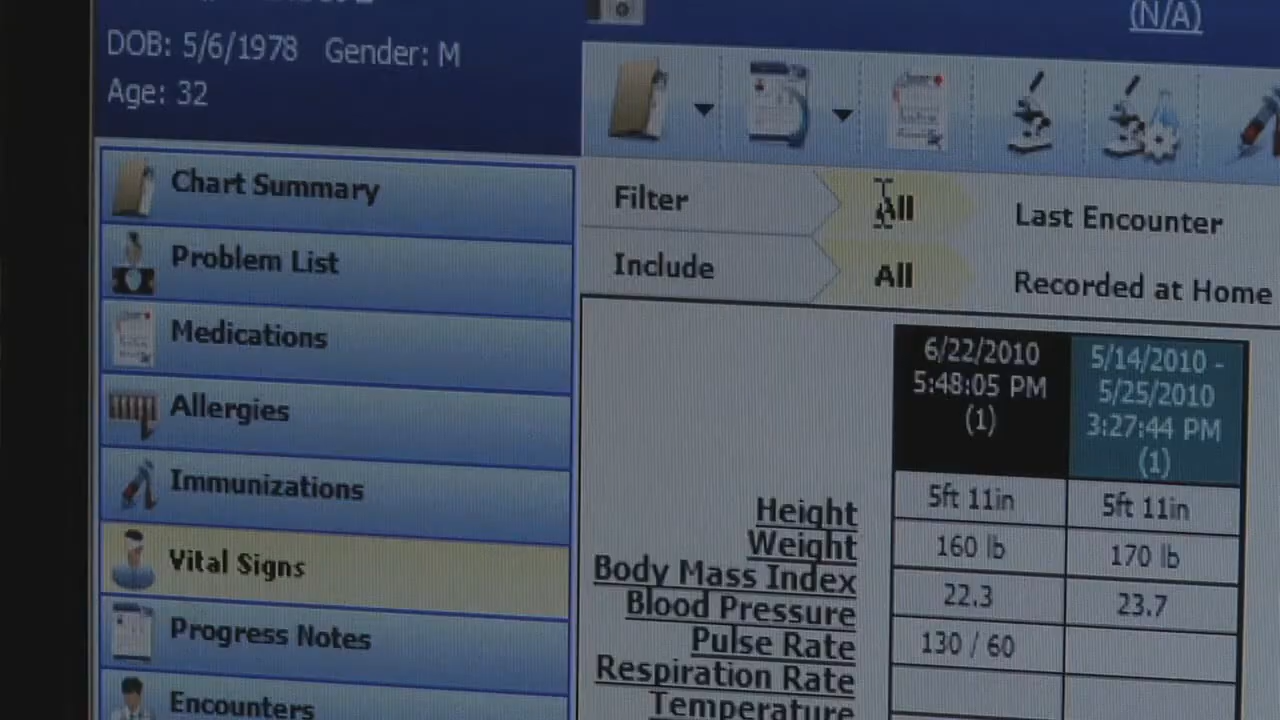 DOB: 5/6/1978 Gender: M
Age: 32
(N/A)
Chart Summary
Problem List
Medications
Allergies
Immunizations
Vital Signs
Progress Notes
Encounters
Filter All Last Encounter
Include All Recorded at Home
6/22/2010
5:48:05 PM
(1)
5/14/2010 -
5/25/2010
3:27:44 PM
(1)
Height 5ft 11in 5ft 11in
Weight 160 lb 170 lb
Body Mass Index 22.3 23.7
Blood Pressure 130 / 60
Pulse Rate
Respiration Rate
Temperature